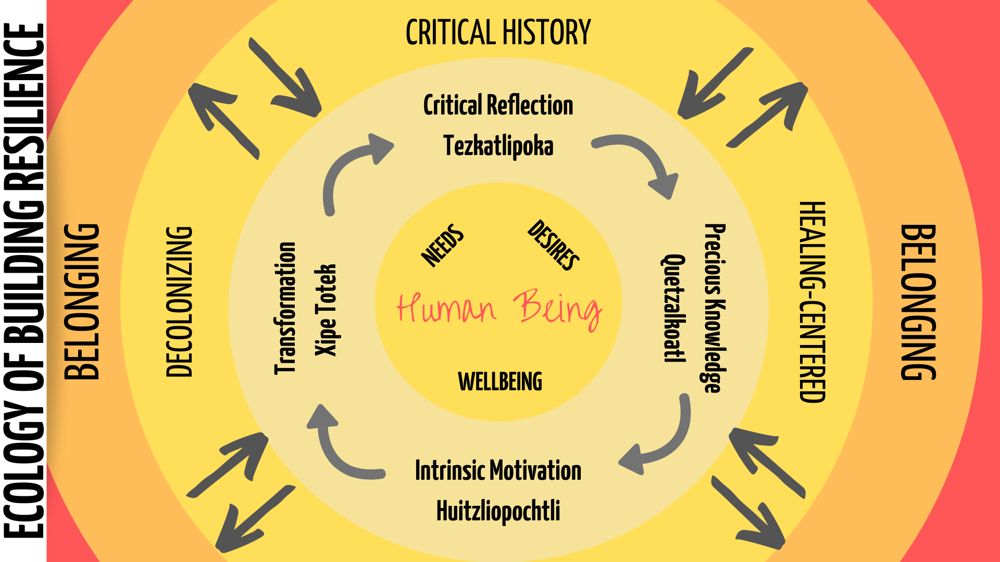 ECOLOGY OF BUILDING RESILIENCE
CRITICAL HISTORY
Critical Reflection
Tezkatlipoka
BELONGING
DECOLONIZING
Transformation
Xipe Totek
NEEDS
DESIRES
Human Being
WELLBEING
Precious Knowledge
Quetzalkoatl
HEALING-CENTERED
BELONGING
Intrinsic Motivation
Huitzliopochtli